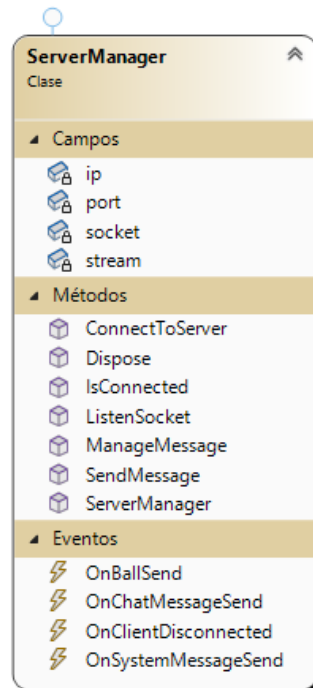 ServerManager
Clase
Campos
ip
port
socket
stream
Métodos
ConnectToServer
Dispose
IsConnected
ListenSocket
ManageMessage
SendMessage
ServerManager
Eventos
OnBallSend
OnChatMessageSend
OnClientDisconnected
OnSystemMessageSend